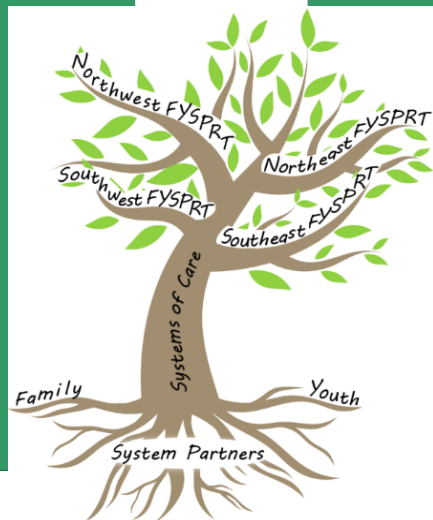 Northwest FYSPRT
Northeast FYSPRT
Southwest FYSPRT
Southeast FYSPRT
Systems of Care
Family
Youth
System Partners